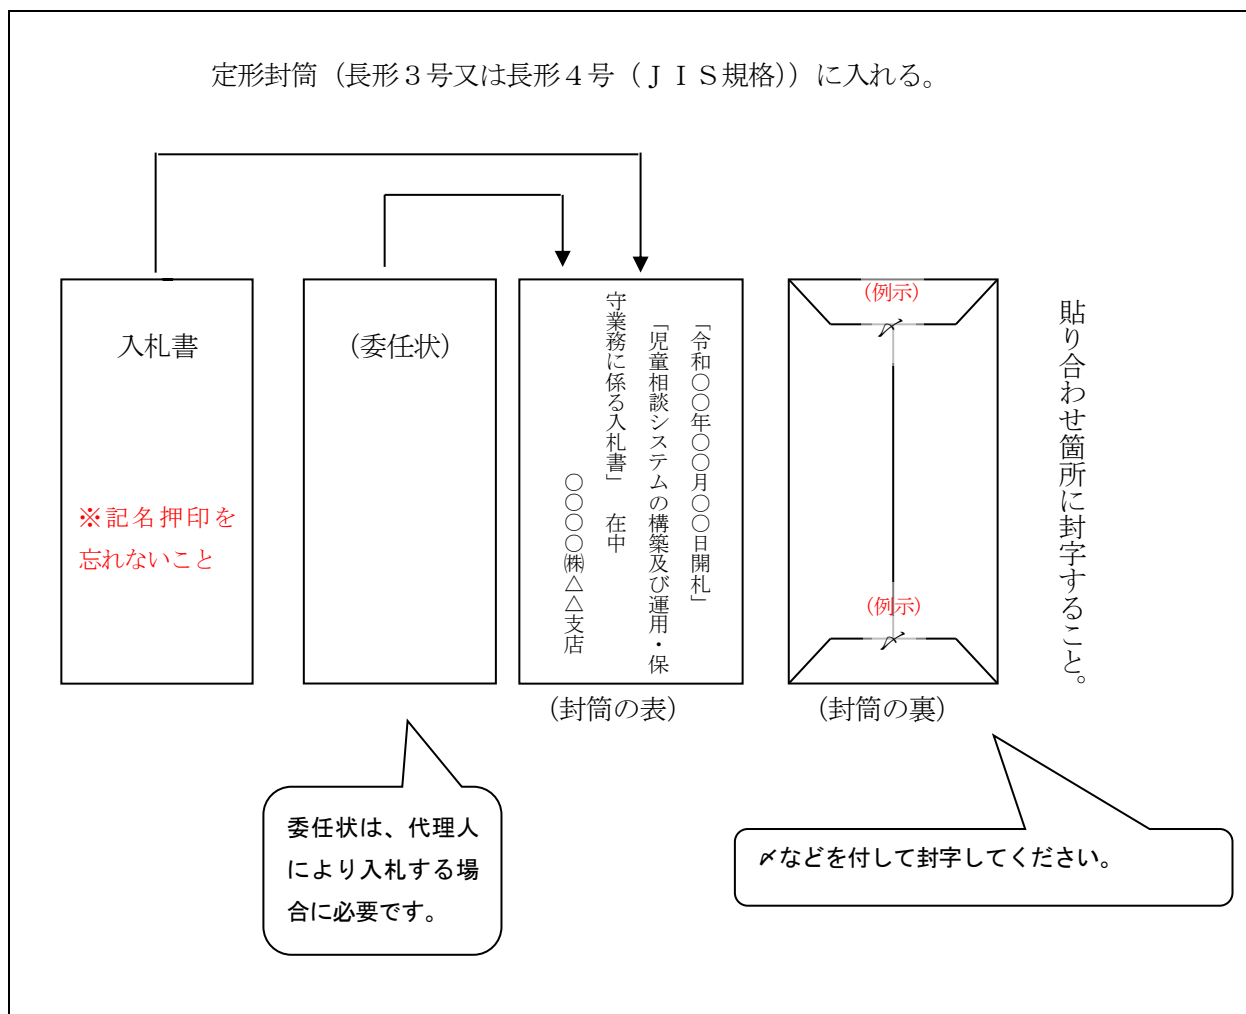 定形封筒（長形３号又は長形４号（ＪＩＳ規格））に入れる。
入札書
※記名押印を
忘れないこと
（委任状）
「令和○○年○○月○○日開札」
「児童相談システムの構築及び運用・保
守業務に係る入札書」　在中
○○○○㈱△△支店
（封筒の表）
（例示）
〆
（例示）
〆
（封筒の裏）
貼り合わせ箇所に封字すること。
委任状は、代理人
により入札する場
合に必要です。
〆などを付して封字してください。